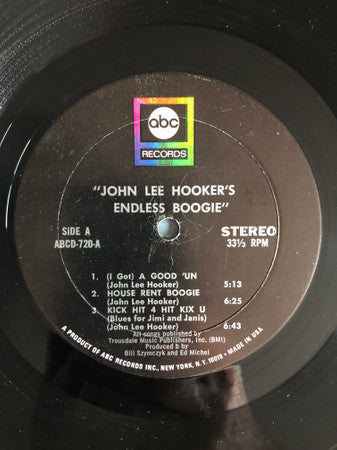 abc
RECORDS
"JOHN LEE HOOKER'S
ENDLESS BOOGIE"
SIDE A
ABCD-720-A
STEREO
33⅓ RPM
1. (I Got) A GOOD 'UN
(John Lee Hooker) 5:13
2. HOUSE RENT BOOGIE
(John Lee Hooker) 6:25
3. KICK HIT 4 HIT KIX U
(Blues for Jimi and Janis)
(John Lee Hooker) 6:43
All songs published by
Trousdale Music Publishers, Inc. (BMI)
Produced by
Bill Szymczyk and Ed Michel
A PRODUCT OF ABC RECORDS INC., NEW YORK, N.Y. 10019 • MADE IN USA